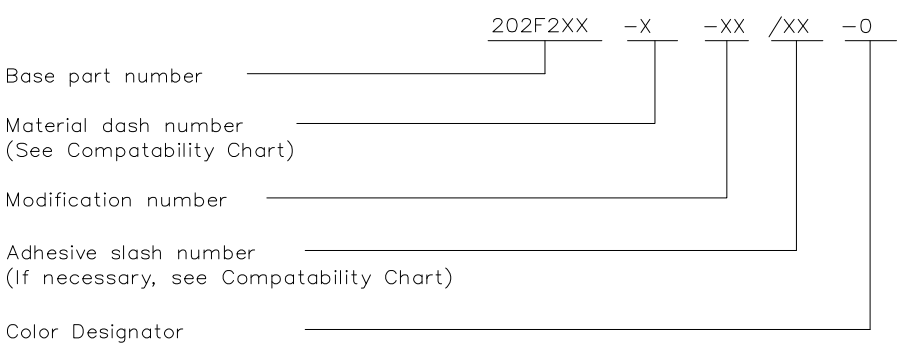 202F2XX -X -XX /XX -0
Base part number
Material dash number
(See Compatability Chart)
Modification number
Adhesive slash number
(If necessary, see Compatability Chart)
Color Designator